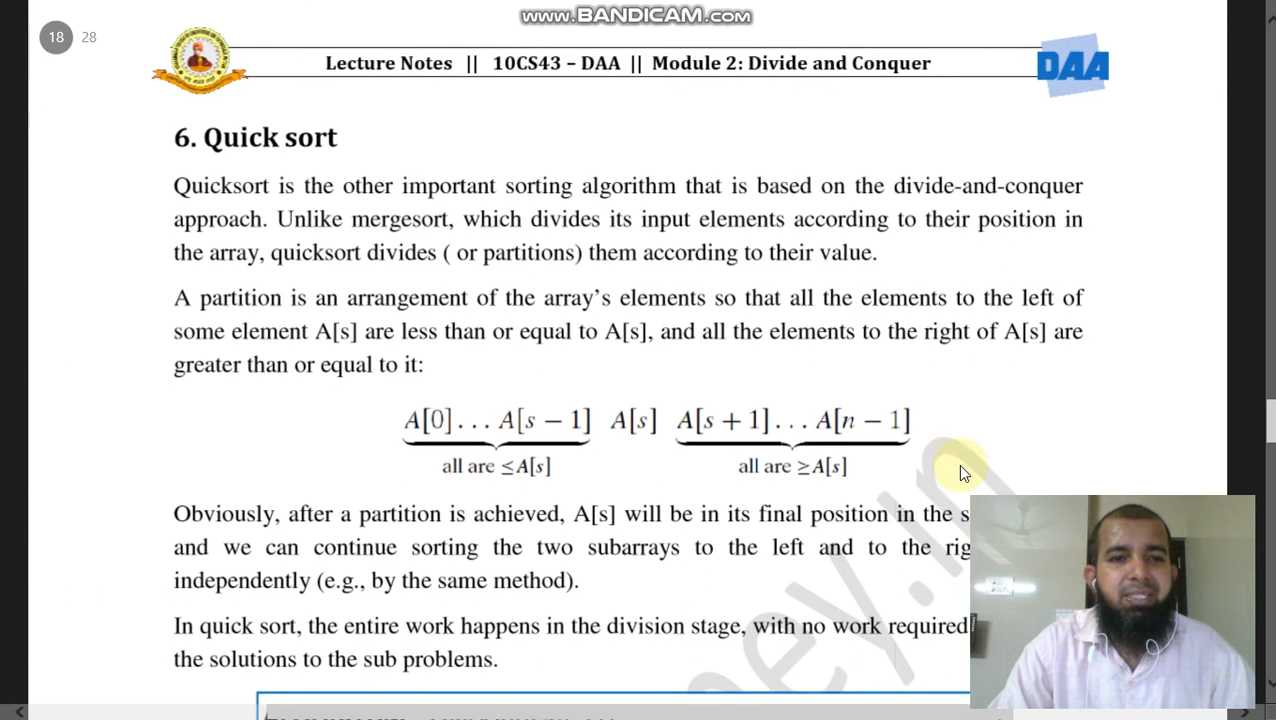 www.BANDICAM.com
18 28
Lecture Notes || 10CS43 – DAA || Module 2: Divide and Conquer
DAA
6. Quick sort
Quicksort is the other important sorting algorithm that is based on the divide-and-conquer
approach. Unlike mergesort, which divides its input elements according to their position in
the array, quicksort divides ( or partitions) them according to their value.
A partition is an arrangement of the array’s elements so that all the elements to the left of
some element A[s] are less than or equal to A[s], and all the elements to the right of A[s] are
greater than or equal to it:
A[0] . . . A[s − 1] A[s] A[s + 1] . . . A[n − 1]
all are ≤A[s] all are ≥A[s]
Obviously, after a partition is achieved, A[s] will be in its final position in the s
and we can continue sorting the two subarrays to the left and to the rig
independently (e.g., by the same method).
In quick sort, the entire work happens in the division stage, with no work required
the solutions to the sub problems.